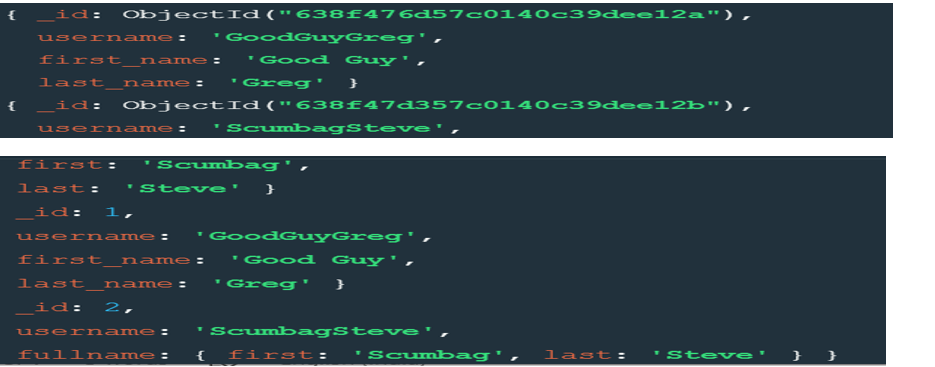 { _id: ObjectId("638f476d57c0140c39dee12a"),
username: 'GoodGuyGreg',
first_name: 'Good Guy',
last_name: 'Greg' }
{ _id: ObjectId("638f47d357c0140c39dee12b"),
username: 'ScumbagSteve',
first: 'Scumbag',
last: 'Steve' }
_id: 1,
username: 'GoodGuyGreg',
first_name: 'Good Guy',
last_name: 'Greg' }
_id: 2,
username: 'ScumbagSteve',
fullname: { first: 'Scumbag', last: 'Steve' } }